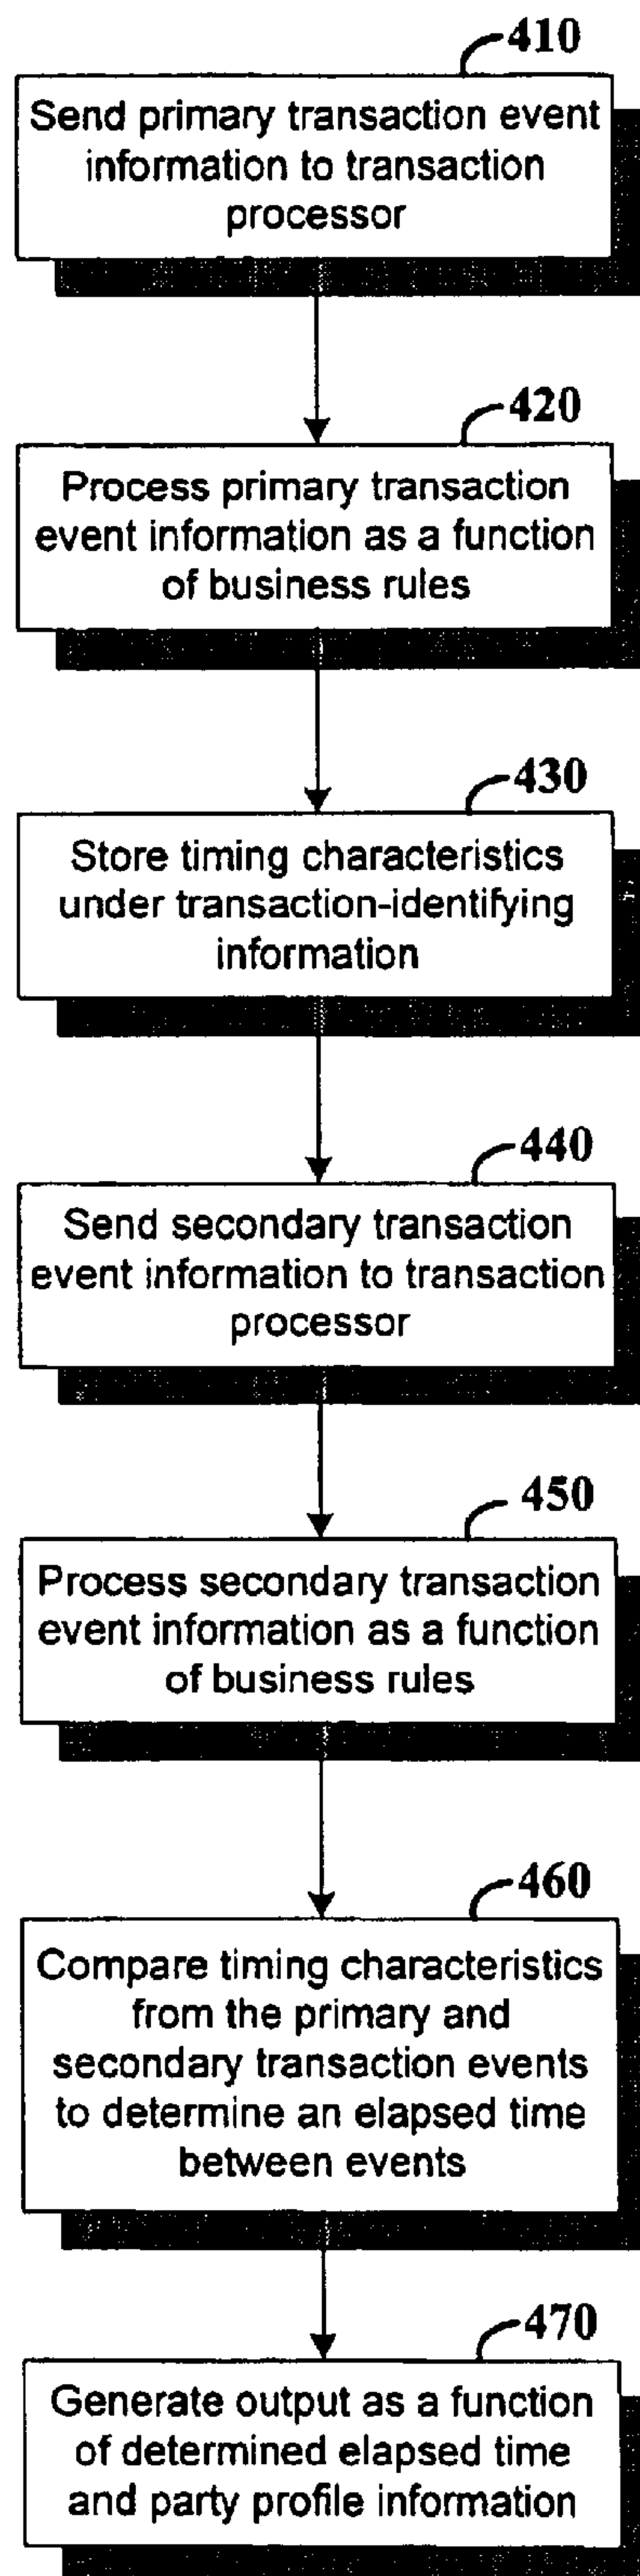 410
Send primary transaction event
information to transaction
processor
420
Process primary transaction
event information as a function
of business rules
430
Store timing characteristics
under transaction-identifying
information
440
Send secondary transaction
event information to transaction
processor
450
Process secondary transaction
event information as a function
of business rules
460
Compare timing characteristics
from the primary and
secondary transaction events
to determine an elapsed time
between events
470
Generate output as a function
of determined elapsed time
and party profile information